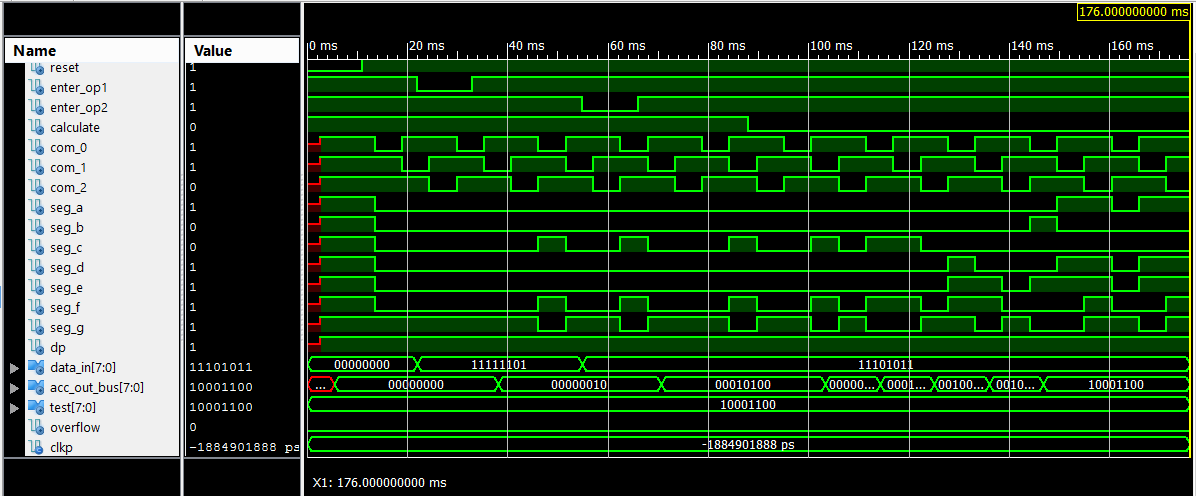 176.000000000 ms
Name Value 0 ms 20 ms 40 ms 60 ms 80 ms 100 ms 120 ms 140 ms 160 ms
reset 1
enter_op1 1
enter_op2 1
calculate 0
com_0 1
com_1 1
com_2 0
seg_a 1
seg_b 0
seg_c 0
seg_d 1
seg_e 1
seg_f 1
seg_g 1
dp 1
data_in[7:0] 11101011 00000000 11111101 11101011
acc_out_bus[7:0] 10001100 ... 00000000 00000010 00010100 00000... 0001... 00100... 0010... 10001100
test[7:0] 10001100 10001100
overflow 0
clkp -1884901888 ps -1884901888 ps
X1: 176.000000000 ms